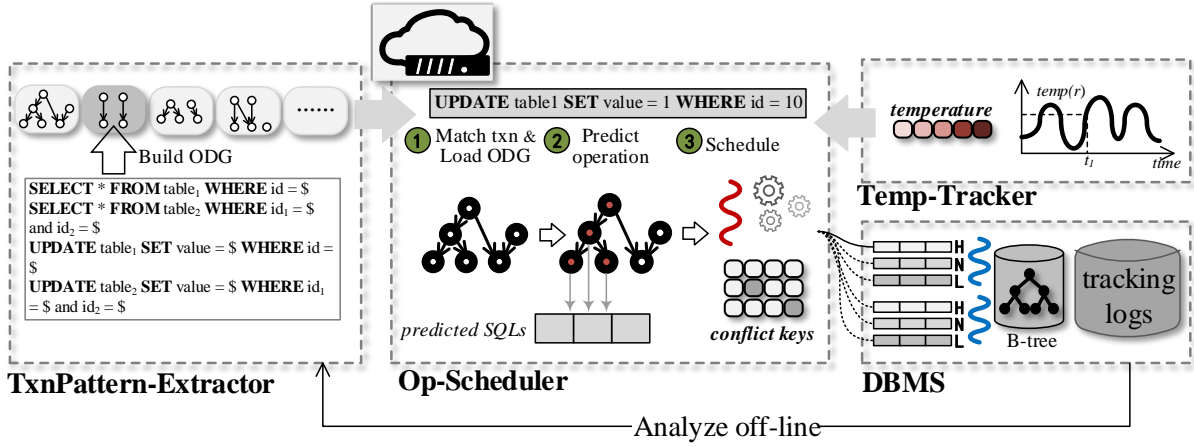 ......
Build ODG
SELECT * FROM table1 WHERE id = $
SELECT * FROM table2 WHERE id1 = $
and id2 = $
UPDATE table1 SET value = $ WHERE id =
$
UPDATE table2 SET value = $ WHERE id1
= $ and id2 = $
TxnPattern-Extractor
UPDATE table1 SET value = 1 WHERE id = 10
1 Match txn &
Load ODG
2 Predict
operation
3 Schedule
predicted SQLs
conflict keys
Op-Scheduler
temperature
temp(r)
t1
time
Temp-Tracker
H
N
L
H
N
L
B-tree
tracking
logs
DBMS
Analyze off-line